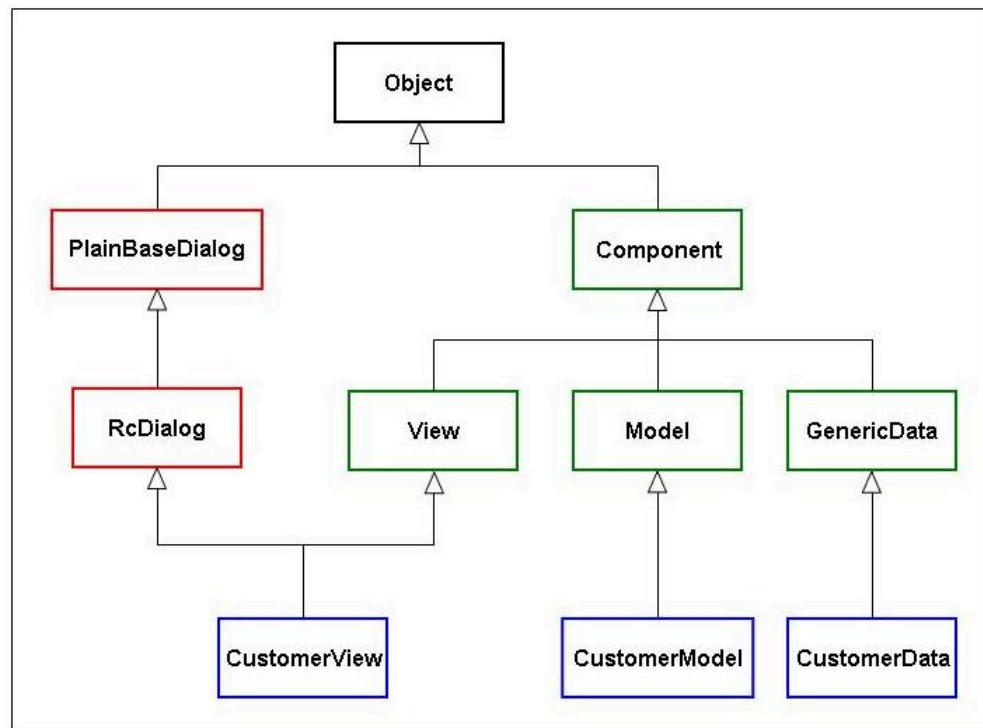 Object
PlainBaseDialog
Component
RcDialog
View
Model
GenericData
CustomerView
CustomerModel
CustomerData